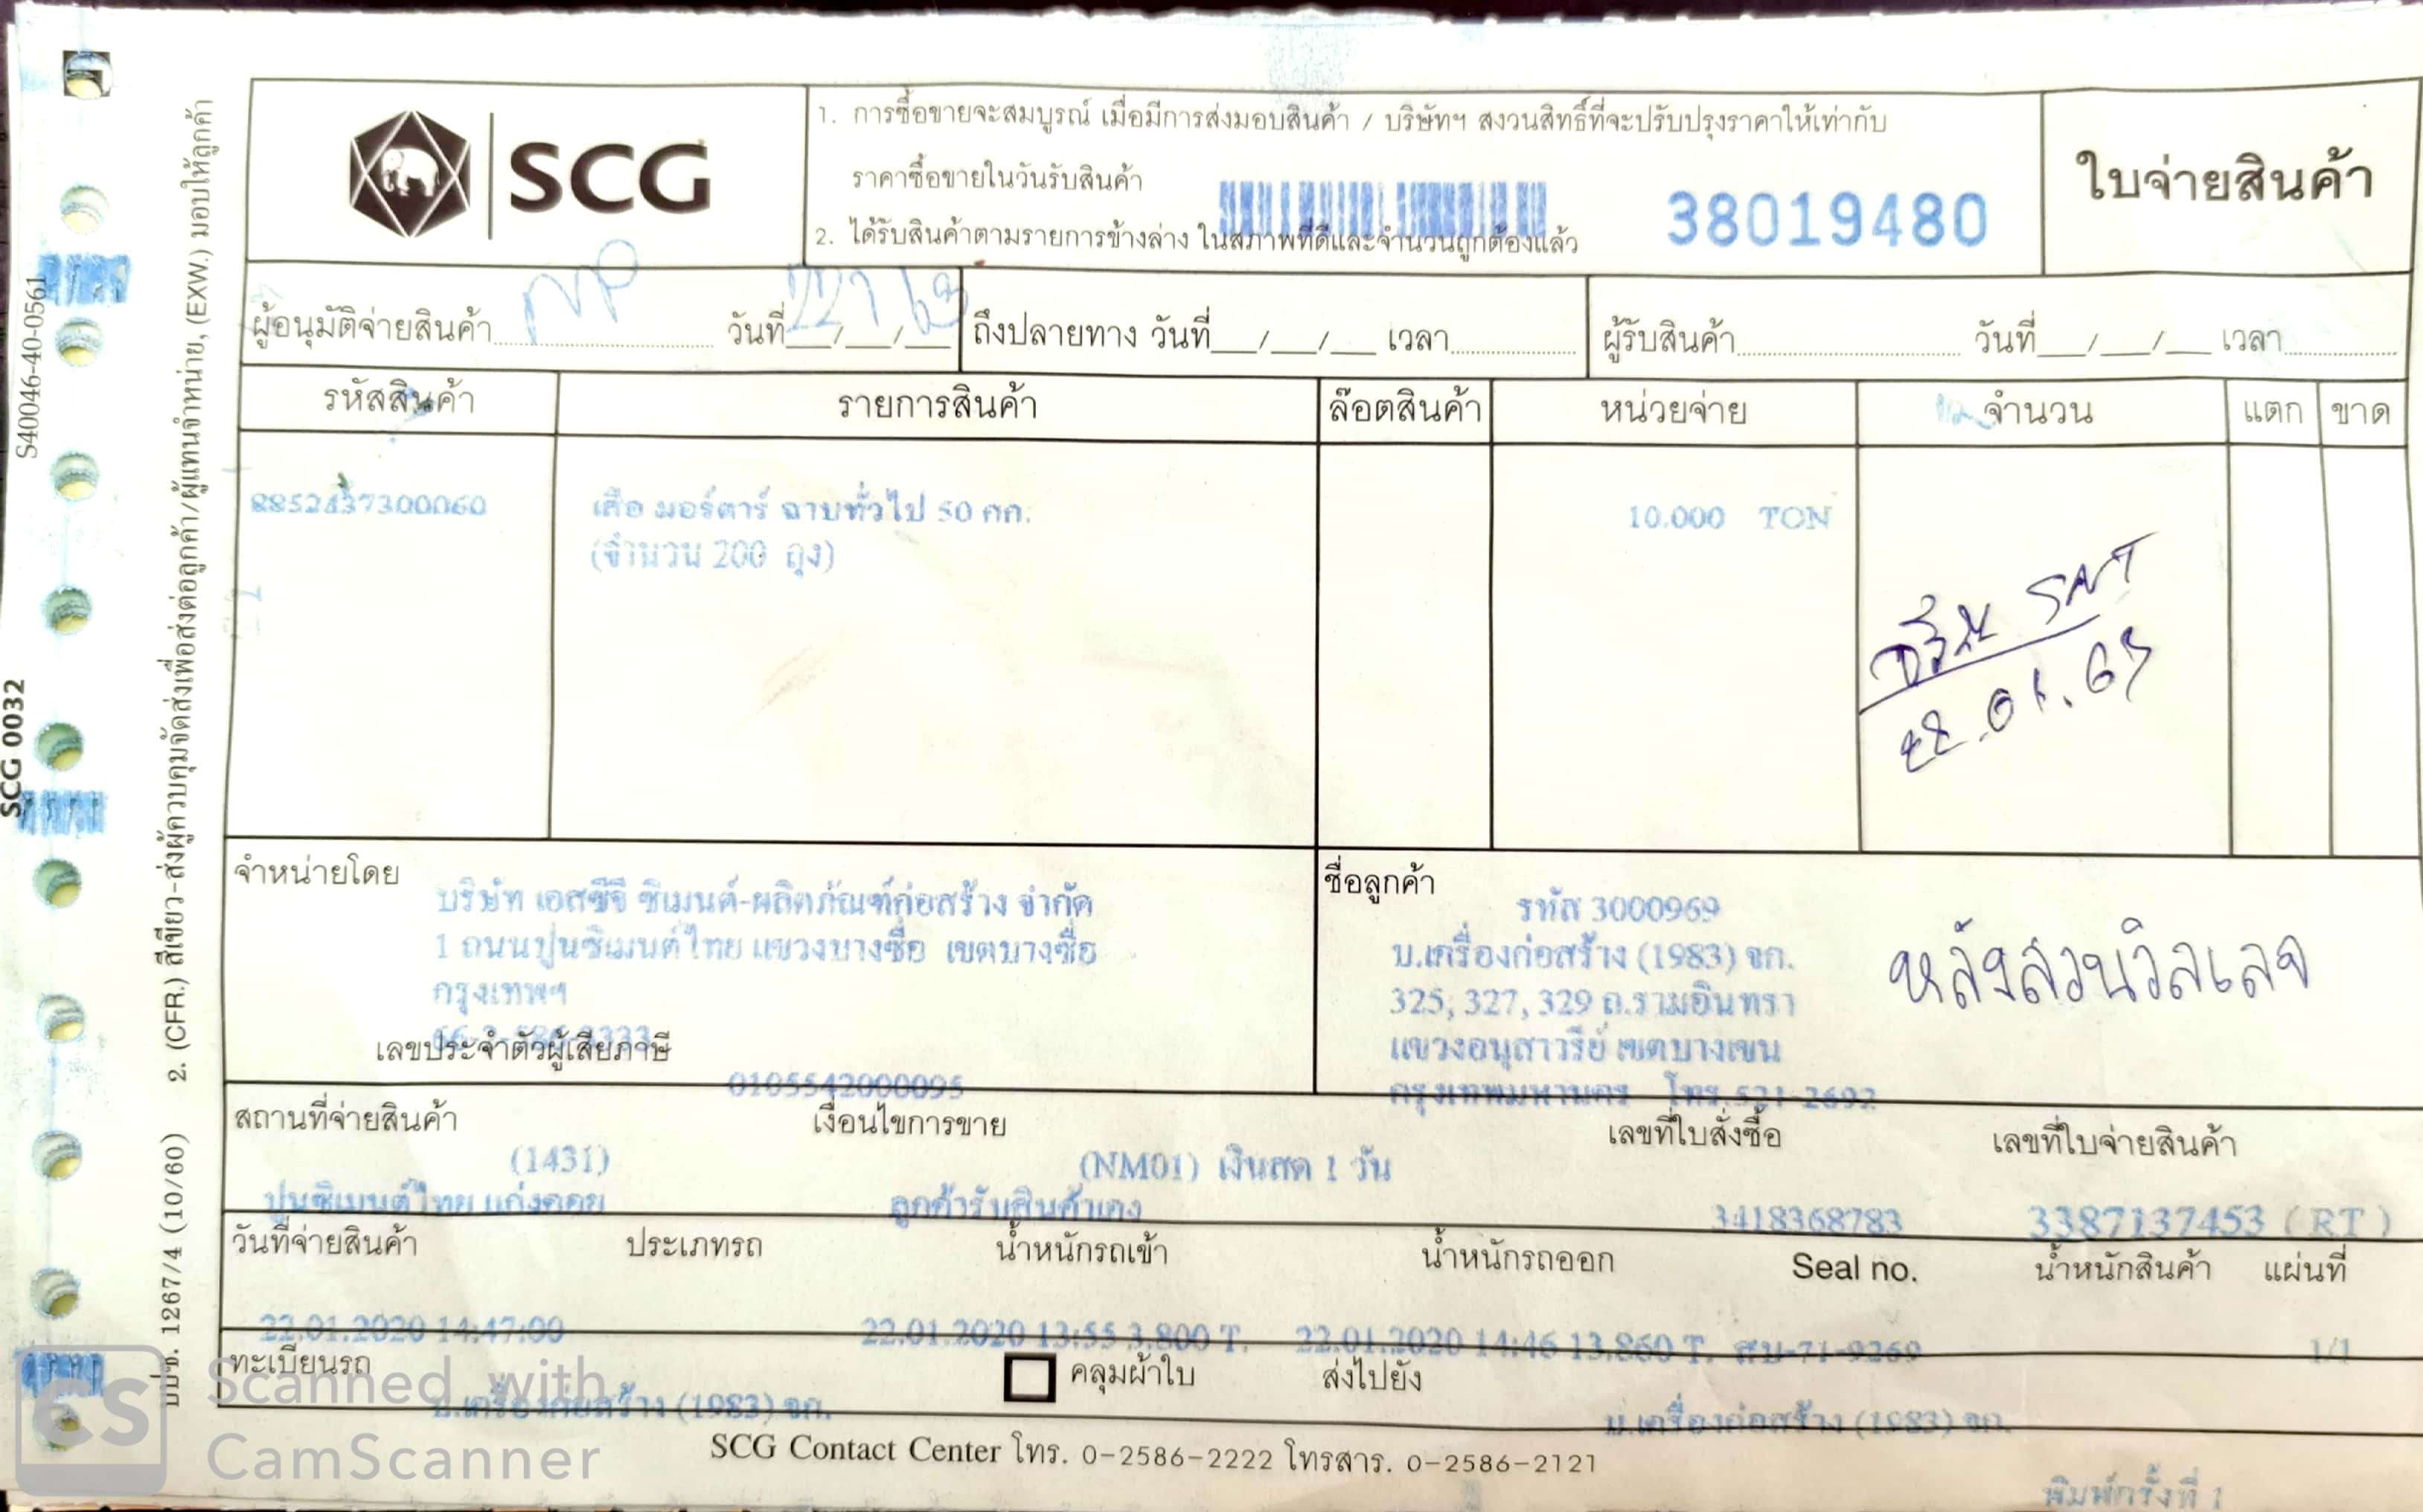 SCG
1. การซื้อขายจะสมบูรณ์ เมื่อมีการส่งมอบสินค้า / บริษัทฯ สงวนสิทธิ์ที่จะปรับปรุงราคาให้เท่ากับ
ราคาซื้อขายในวันรับสินค้า
2. ได้รับสินค้าตามรายการข้างล่าง ในสภาพที่ดีและจำนวนถูกต้องแล้ว
38019480
ใบจ่ายสินค้า
ผู้อนุมัติจ่ายสินค้า NP วันที่ 22/1/63 ถึงปลายทาง วันที่__/__/__ เวลา ผู้รับสินค้า วันที่__/__/__ เวลา
รหัสสินค้า รายการสินค้า ล๊อตสินค้า หน่วยจ่าย จำนวน แตก ขาด
8852437300060 เสือ มอร์ตาร์ ฉาบทั่วไป 50 กก. 10.000 TON
(จำนวน 200 ถุง)
22.01.63
จำหน่ายโดย
บริษัท เอสซีจี ซิเมนต์-ผลิตภัณฑ์ก่อสร้าง จำกัด
1 ถนนปูนซิเมนต์ไทย แขวงบางซื่อ เขตบางซื่อ
กรุงเทพฯ
เลขประจำตัวผู้เสียภาษี
0105542000095
ชื่อลูกค้า
รหัส 3000969
บ.เครื่องก่อสร้าง (1983) จก.
325, 327, 329 ถ.รามอินทรา
แขวงอนุสาวรีย์ เขตบางเขน
กรุงเทพมหานคร โทร.521-2692
หลังสวนวิลเลจ
สถานที่จ่ายสินค้า เงื่อนไขการขาย เลขที่ใบสั่งซื้อ เลขที่ใบจ่ายสินค้า
(1431) (NM01) เงินสด 1 วัน
ปูนซิเมนต์ไทย แก่งคอย ลูกค้ารับสินค้าเอง 3418368783 3387137453 (RT)
วันที่จ่ายสินค้า ประเภทรถ น้ำหนักรถเข้า น้ำหนักรถออก Seal no. น้ำหนักสินค้า แผ่นที่
22.01.2020 14:47:00 22.01.2020 13:55 3.800 T. 22.01.2020 14:46 13.860 T. สบ-71-9269 1/1
ทะเบียนรถ คลุมผ้าใบ ส่งไปยัง
บ.เครื่องก่อสร้าง (1983) จก. บ.เครื่องก่อสร้าง (1983) จก.
SCG Contact Center โทร. 0-2586-2222 โทรสาร. 0-2586-2121
พิมพ์ครั้งที่ 1
S40046-40-0561
SCG 0032
2. (CFR.) สีเขียว-ส่งผู้ควบคุมจัดส่งเพื่อส่งต่อลูกค้า/ผู้แทนจำหน่าย, (EXW.) มอบให้ลูกค้า
ปปช. 1267/4 (10/60)
CS
Scanned with
CamScanner